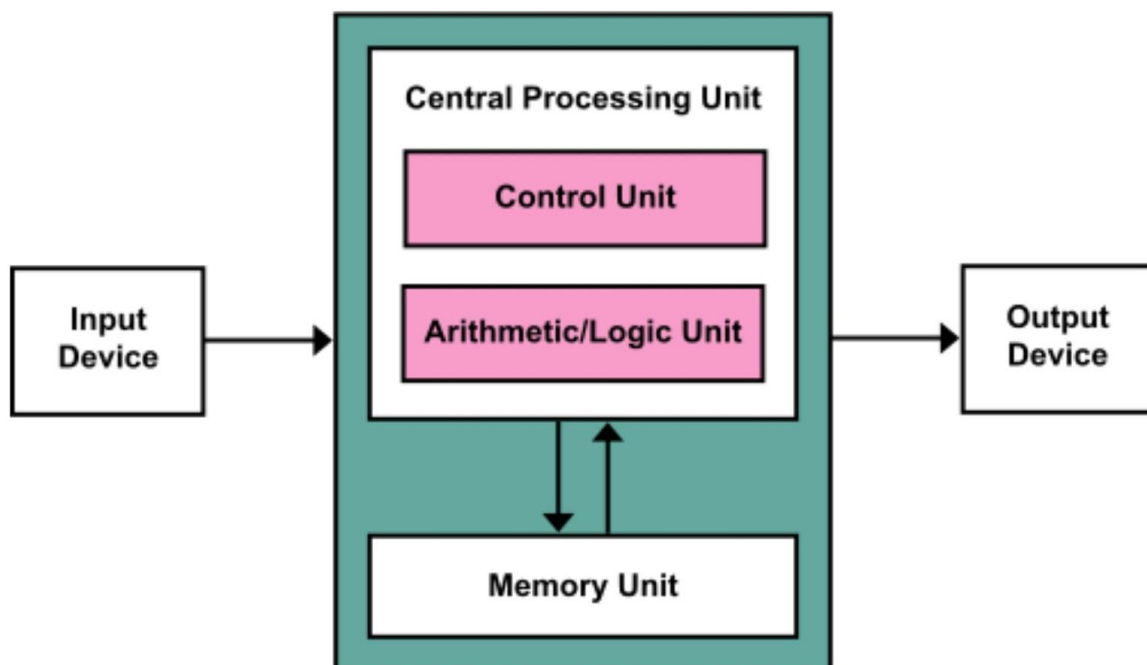 Central Processing Unit
Control Unit
Arithmetic/Logic Unit
Input
Device
Output
Device
Memory Unit